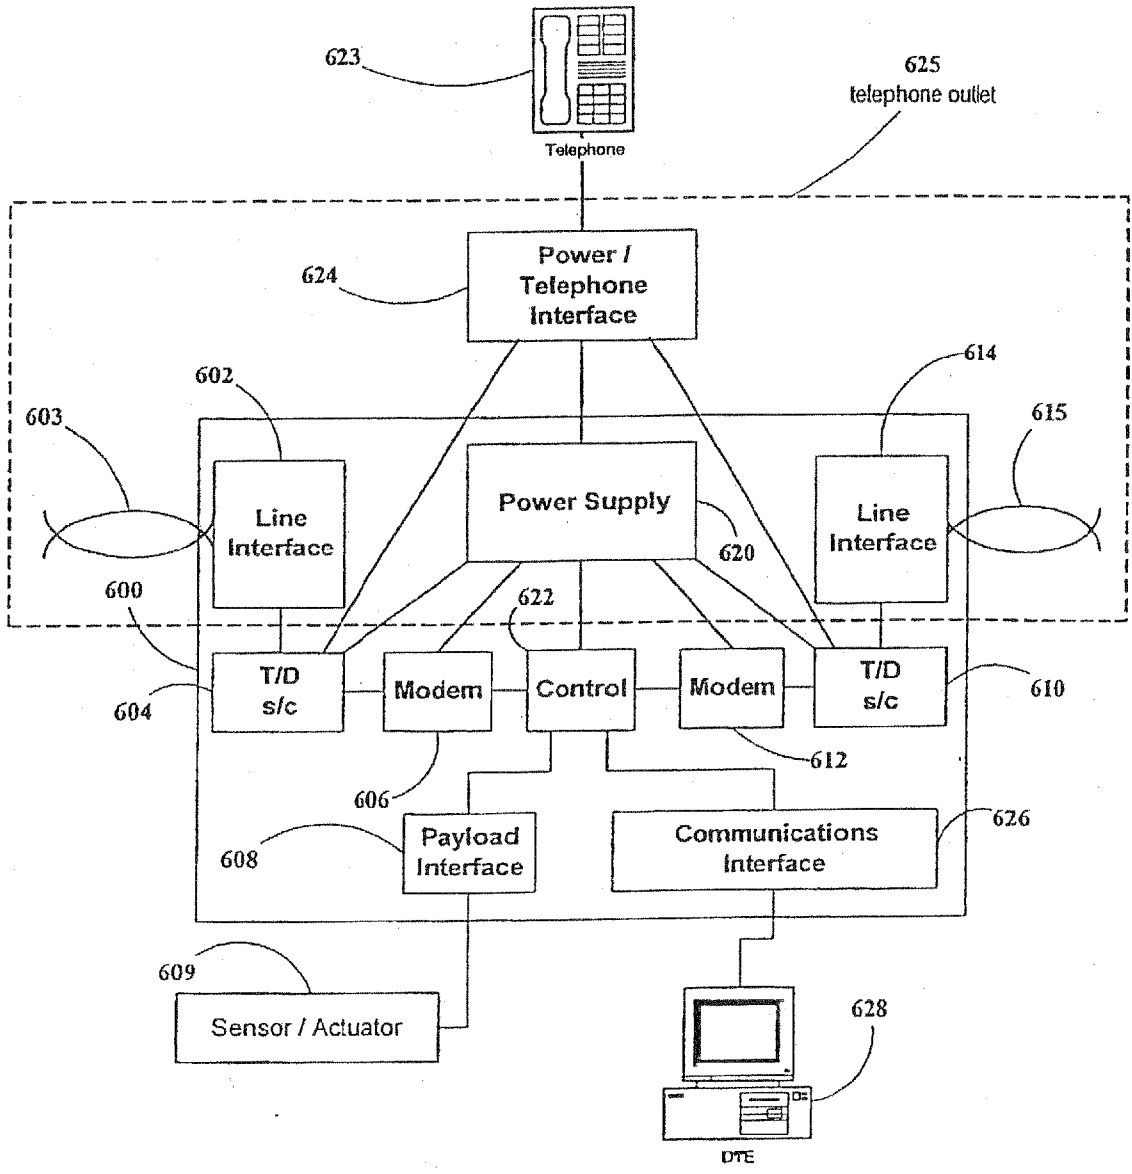 623
625
telephone outlet
Telephone
624
Power /
Telephone
Interface
602
614
603
615
Line
Interface
Power Supply
Line
Interface
620
600
622
T/D
s/c
Modem
Control
Modem
T/D
s/c
604
610
612
606
Payload
Interface
Communications
Interface
608
626
609
Sensor / Actuator
628
DTE